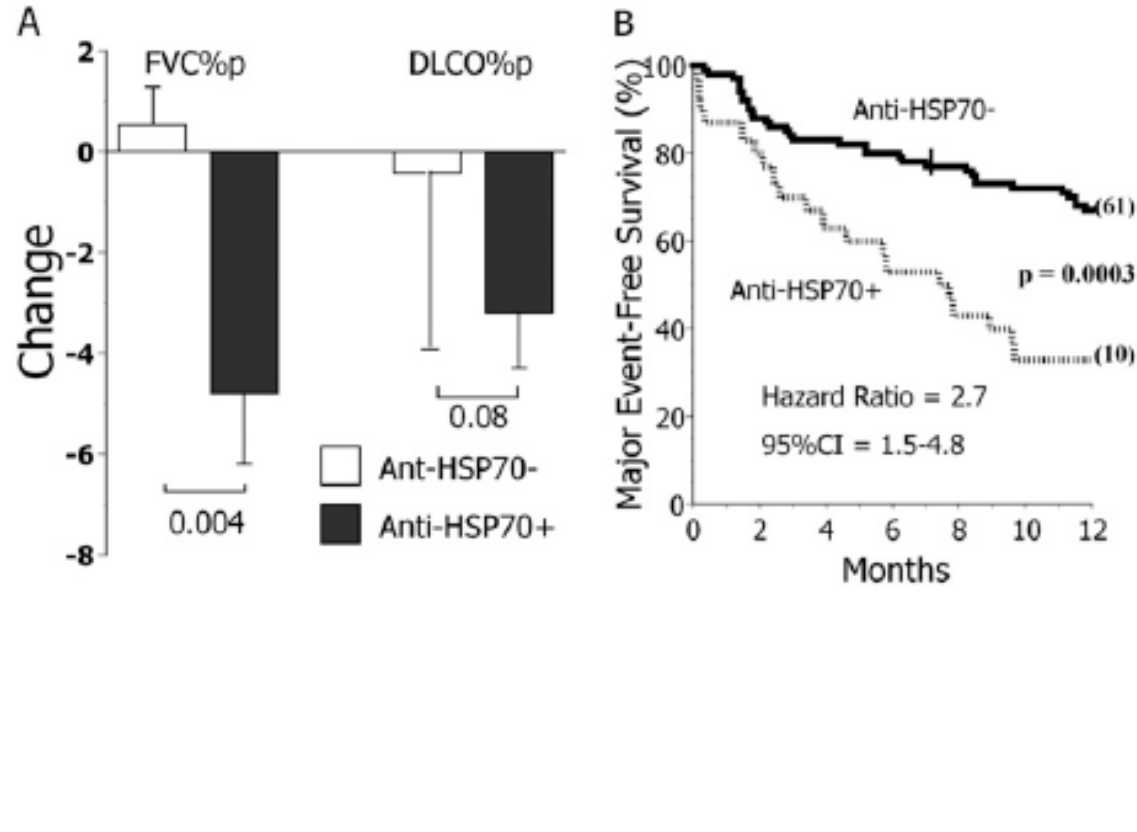 A
FVC%p
DLCO%p
2
0
-2
-4
-6
-8
Change
0.004
0.08
Ant-HSP70-
Anti-HSP70+
B
Major Event-Free Survival (%)
100
80
60
40
20
0
Anti-HSP70-
(61)
p = 0.0003
Anti-HSP70+
(10)
Hazard Ratio = 2.7
95%CI = 1.5-4.8
0 2 4 6 8 10 12
Months